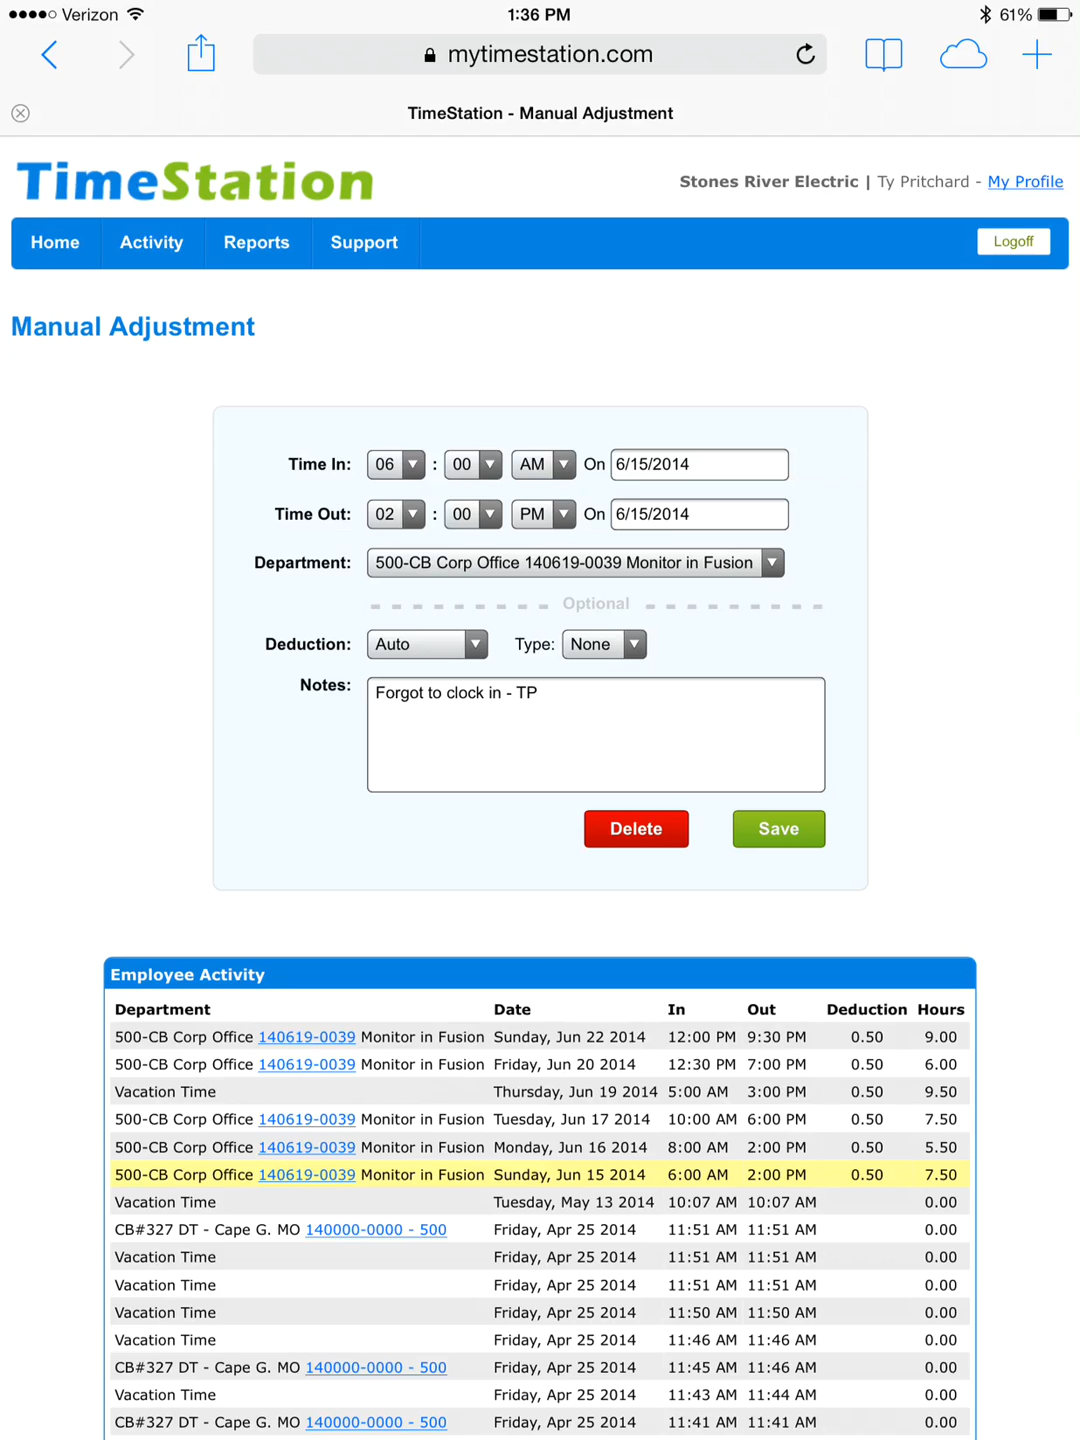 Verizon 1:36 PM 61%
mytimestation.com
TimeStation - Manual Adjustment
TimeStation
Stones River Electric | Ty Pritchard - My Profile
Home Activity Reports Support Logoff
Manual Adjustment
Time In: 06 : 00 AM On 6/15/2014
Time Out: 02 : 00 PM On 6/15/2014
Department: 500-CB Corp Office 140619-0039 Monitor in Fusion
Optional
Deduction: Auto Type: None
Notes: Forgot to clock in - TP
Delete Save
Employee Activity
Department Date In Out Deduction Hours
500-CB Corp Office 140619-0039 Monitor in Fusion Sunday, Jun 22 2014 12:00 PM 9:30 PM 0.50 9.00
500-CB Corp Office 140619-0039 Monitor in Fusion Friday, Jun 20 2014 12:30 PM 7:00 PM 0.50 6.00
Vacation Time Thursday, Jun 19 2014 5:00 AM 3:00 PM 0.50 9.50
500-CB Corp Office 140619-0039 Monitor in Fusion Tuesday, Jun 17 2014 10:00 AM 6:00 PM 0.50 7.50
500-CB Corp Office 140619-0039 Monitor in Fusion Monday, Jun 16 2014 8:00 AM 2:00 PM 0.50 5.50
500-CB Corp Office 140619-0039 Monitor in Fusion Sunday, Jun 15 2014 6:00 AM 2:00 PM 0.50 7.50
Vacation Time Tuesday, May 13 2014 10:07 AM 10:07 AM 0.00
CB#327 DT - Cape G. MO 140000-0000 - 500 Friday, Apr 25 2014 11:51 AM 11:51 AM 0.00
Vacation Time Friday, Apr 25 2014 11:51 AM 11:51 AM 0.00
Vacation Time Friday, Apr 25 2014 11:51 AM 11:51 AM 0.00
Vacation Time Friday, Apr 25 2014 11:50 AM 11:50 AM 0.00
Vacation Time Friday, Apr 25 2014 11:46 AM 11:46 AM 0.00
CB#327 DT - Cape G. MO 140000-0000 - 500 Friday, Apr 25 2014 11:45 AM 11:46 AM 0.00
Vacation Time Friday, Apr 25 2014 11:43 AM 11:44 AM 0.00
CB#327 DT - Cape G. MO 140000-0000 - 500 Friday, Apr 25 2014 11:41 AM 11:41 AM 0.00